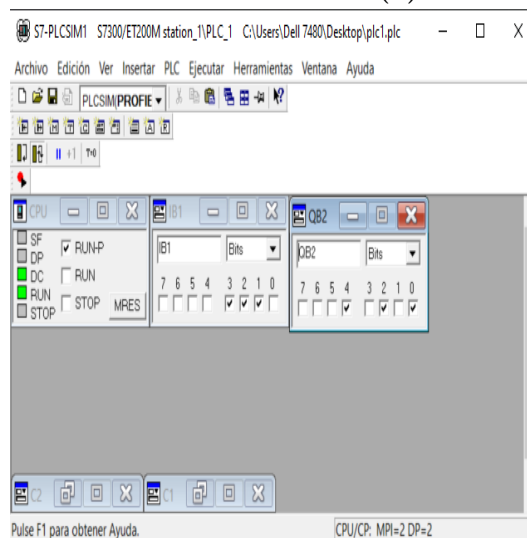 S7-PLCSIM1 S7300/ET200M station_1\PLC_1 C:\Users\Dell 7480\Desktop\plc1.plc
Archivo Edición Ver Insertar PLC Ejecutar Herramientas Ventana Ayuda
PLCSIM(PROFIE
+1 T=0
CPU
SF
DP
DC
RUN
STOP
RUN-P
RUN
STOP
MRES
IB1
IB1 Bits
7 6 5 4 3 2 1 0
QB2
QB2 Bits
7 6 5 4 3 2 1 0
C2
C1
Pulse F1 para obtener Ayuda. CPU/CP: MPI=2 DP=2